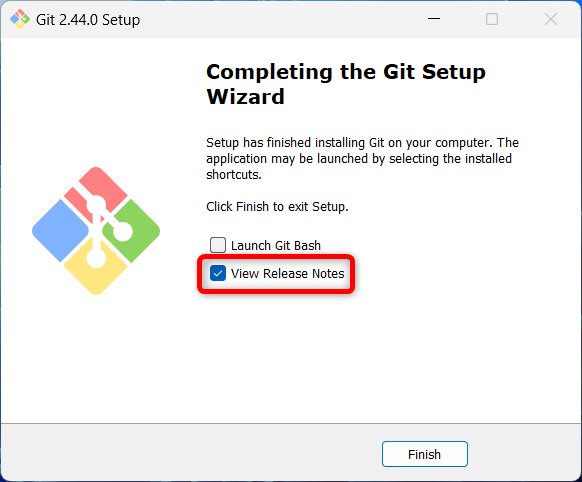 Git 2.44.0 Setup
Completing the Git Setup
Wizard
Setup has finished installing Git on your computer. The
application may be launched by selecting the installed
shortcuts.
Click Finish to exit Setup.
Launch Git Bash
View Release Notes
Finish